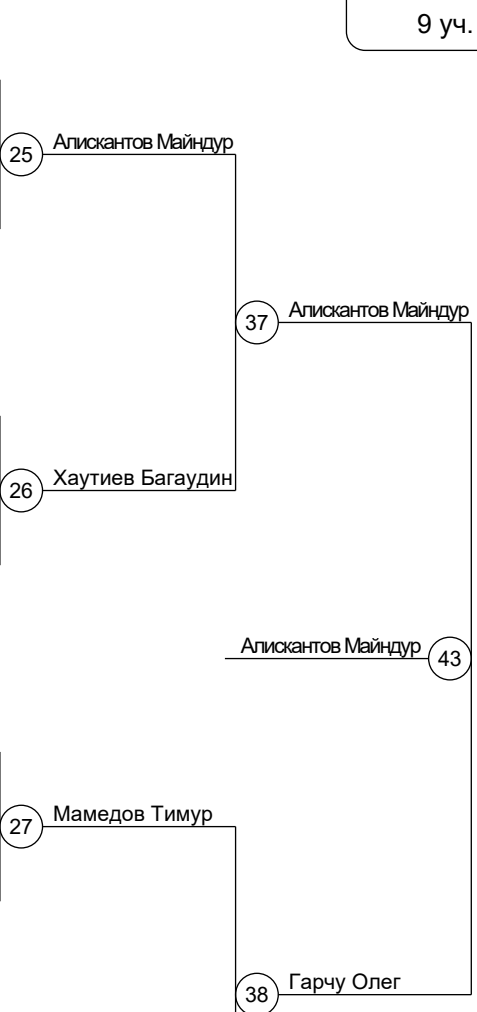 9 уч.
25 Алискантов Майндур
37 Алискантов Майндур
26 Хаутиев Багаудин
Алискантов Майндур 43
27 Мамедов Тимур
38 Гарчу Олег